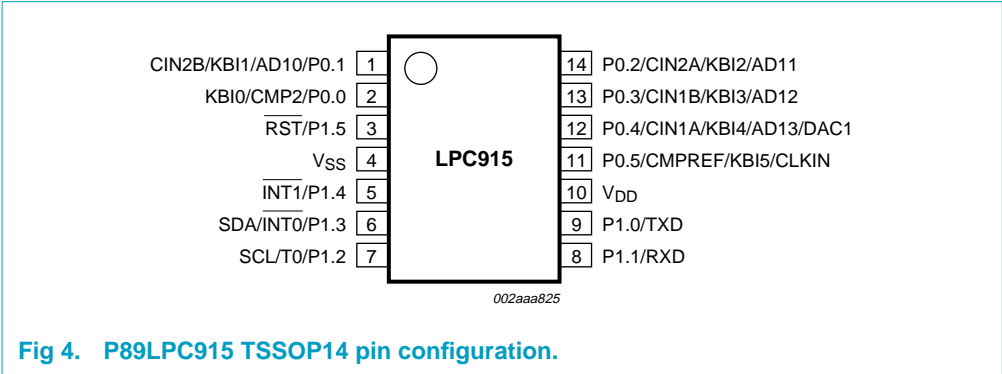 CIN2B/KBI1/AD10/P0.1 1 14 P0.2/CIN2A/KBI2/AD11
KBI0/CMP2/P0.0 2 13 P0.3/CIN1B/KBI3/AD12
RST/P1.5 3 12 P0.4/CIN1A/KBI4/AD13/DAC1
VSS 4 LPC915 11 P0.5/CMPREF/KBI5/CLKIN
INT1/P1.4 5 10 VDD
SDA/INT0/P1.3 6 9 P1.0/TXD
SCL/T0/P1.2 7 8 P1.1/RXD
002aaa825
Fig 4. P89LPC915 TSSOP14 pin configuration.